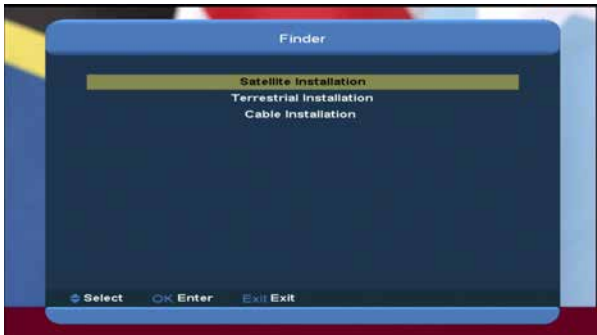 Finder
Satellite Installation
Terrestrial Installation
Cable Installation
Select OK Enter Exit Exit